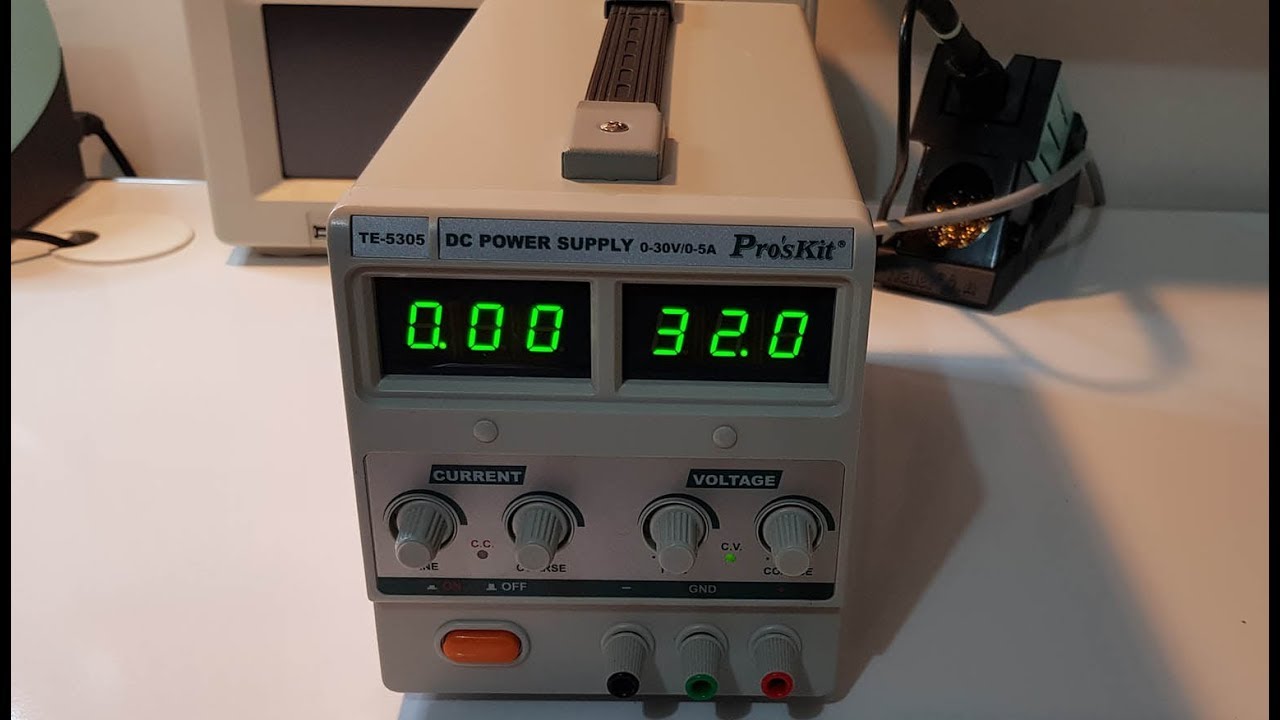 TE-5305 DC POWER SUPPLY 0-30V/0-5A Pro'sKit®
0.00 32.0
CURRENT VOLTAGE
C.C. C.V.
ON OFF − GND +